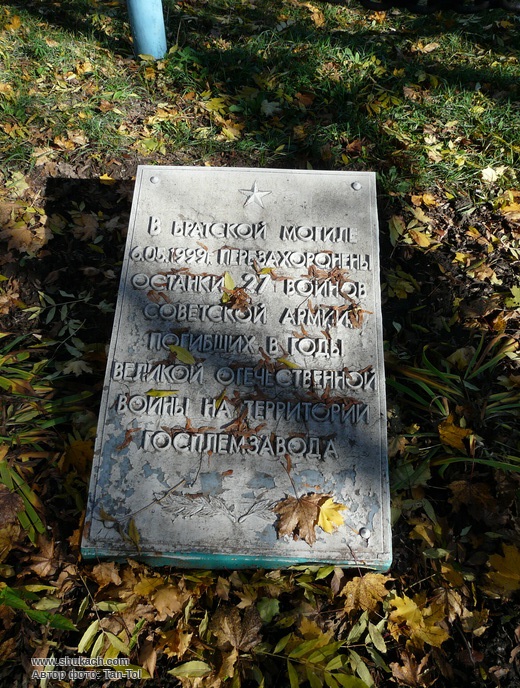 В БРАТСКОЙ МОГИЛЕ
6.05.1999г. ПЕРЕЗАХОРОНЕНЫ
ОСТАНКИ 27 ВОИНОВ
СОВЕТСКОЙ АРМИИ
ПОГИБШИХ В ГОДЫ
ВЕЛИКОЙ ОТЕЧЕСТВЕННОЙ
ВОЙНЫ НА ТЕРРИТОРИИ
ГОСПЛЕМЗАВОДА
www.shukach.com
Автор фото: Tan-Tol